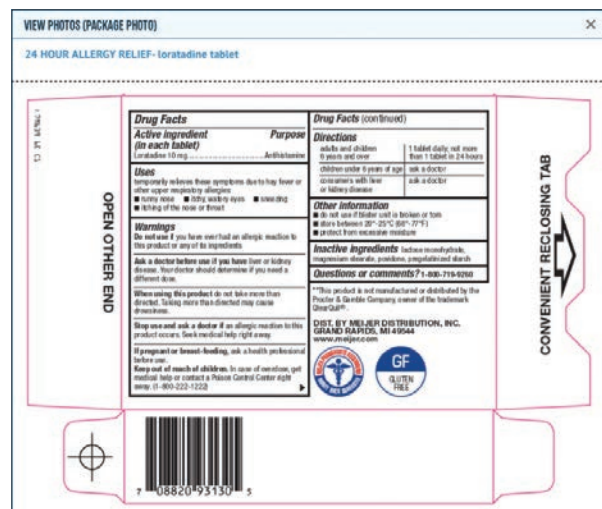 VIEW PHOTOS (PACKAGE PHOTO)
24 HOUR ALLERGY RELIEF- loratadine tablet
OPEN OTHER END
Drug Facts
Active ingredient Purpose
(in each tablet)
Loratadine 10 mg ........ Antihistamine
Uses
temporarily relieves these symptoms due to hay fever or
other upper respiratory allergies
■ runny nose ■ itchy, watery eyes ■ sneezing
■ itching of the nose or throat
Warnings
Do not use if you have ever had an allergic reaction to
this product or any of its ingredients
Ask a doctor before use if you have liver or kidney
disease. Your doctor should determine if you need a
different dose.
When using this product do not take more than
directed. Taking more than directed may cause
drowsiness.
Stop use and ask a doctor if an allergic reaction to this
product occurs. Seek medical help right away.
If pregnant or breast-feeding, ask a health professional
before use.
Keep out of reach of children. In case of overdose, get
medical help or contact a Poison Control Center right
away. (1-800-222-1222)
Drug Facts (continued)
Directions
adults and children 1 tablet daily; not more
6 years and over than 1 tablet in 24 hours
children under 6 years of age ask a doctor
consumers with liver ask a doctor
or kidney disease
Other information
■ do not use if blister unit is broken or torn
■ store between 20°-25°C (68°-77°F)
■ protect from excessive moisture
Inactive ingredients lactose monohydrate,
magnesium stearate, povidone, pregelatinized starch
Questions or comments? 1-800-719-9260
**This product is not manufactured or distributed by the
Procter & Gamble Company, owner of the trademark
DIST. BY MEIJER DISTRIBUTION, INC.
GRAND RAPIDS, MI 49544
www.meijer.com
GF
GLUTEN
FREE
CONVENIENT RECLOSING TAB
7 08820 93130 5